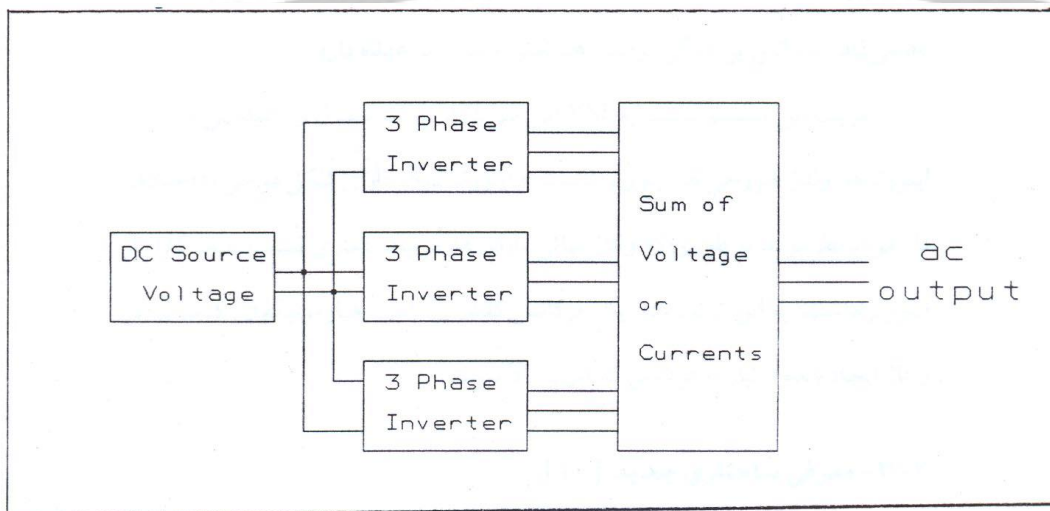 3 Phase
Inverter
DC Source
Voltage
3 Phase
Inverter
3 Phase
Inverter
Sum of
Voltage
or
Currents
ac
output